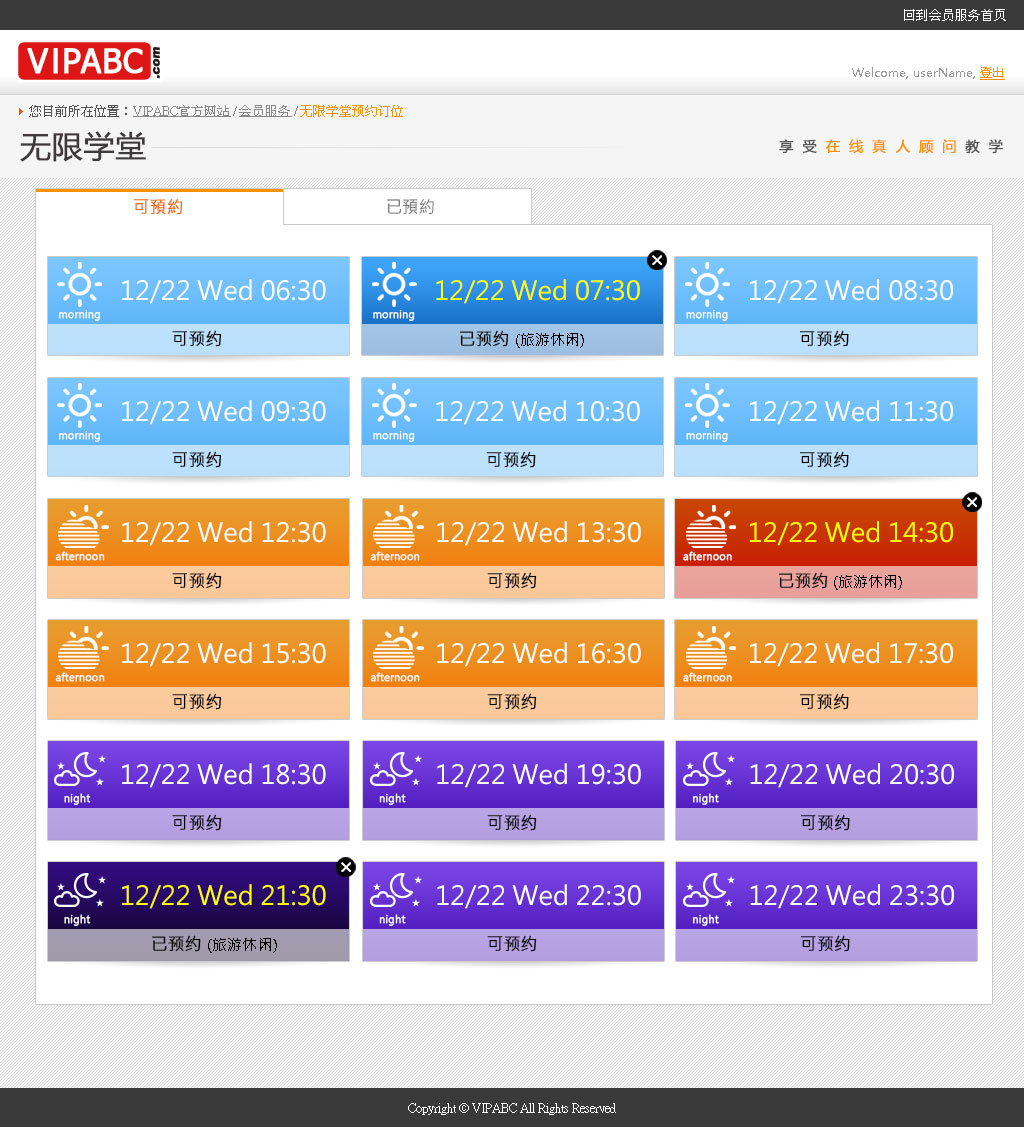 回到会员服务首页
VIPABC.com
Welcome, userName, 登出
您目前所在位置：VIPABC官方网站 / 会员服务 / 无限学堂预约订位
无限学堂
享受在线真人顾问教学
可預約 已預約
morning 12/22 Wed 06:30
可预约
morning 12/22 Wed 07:30
已预约 (旅游休闲)
morning 12/22 Wed 08:30
可预约
morning 12/22 Wed 09:30
可预约
morning 12/22 Wed 10:30
可预约
morning 12/22 Wed 11:30
可预约
afternoon 12/22 Wed 12:30
可预约
afternoon 12/22 Wed 13:30
可预约
afternoon 12/22 Wed 14:30
已预约 (旅游休闲)
afternoon 12/22 Wed 15:30
可预约
afternoon 12/22 Wed 16:30
可预约
afternoon 12/22 Wed 17:30
可预约
night 12/22 Wed 18:30
可预约
night 12/22 Wed 19:30
可预约
night 12/22 Wed 20:30
可预约
night 12/22 Wed 21:30
已预约 (旅游休闲)
night 12/22 Wed 22:30
可预约
night 12/22 Wed 23:30
可预约
Copyright © VIPABC All Rights Reserved